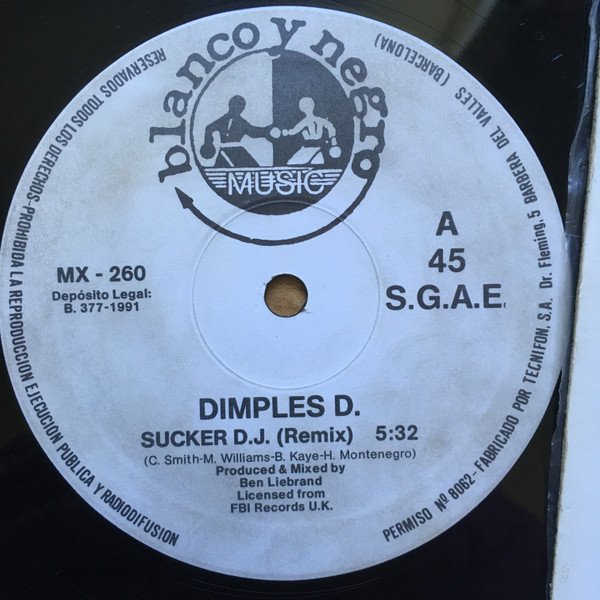 blanco y negro
MUSIC
A
45
S.G.A.E.
MX - 260
Depósito Legal:
B. 377-1991
DIMPLES D.
SUCKER D.J. (Remix) 5:32
(C. Smith-M, Williams-B. Kaye-H. Montenegro)
Produced & Mixed by
Ben Liebrand
Licensed from
FBI Records U.K.
RESERVADOS TODOS LOS DERECHOS-PROHIBIDA LA REPRODUCCION EJECUCIÓN PUBLICA Y RADIODIFUSION
PERMISO Nº 8062- FABRICADO POR TECNIFON, S.A. Dr. Fleming, 5 BARBERA DEL VALLES (BARCELONA)